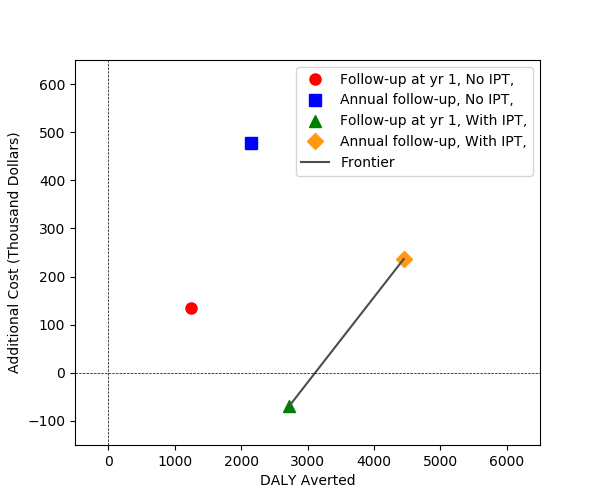 Follow-up at yr 1, No IPT,
Annual follow-up, No IPT,
Follow-up at yr 1, With IPT,
Annual follow-up, With IPT,
Frontier
Additional Cost (Thousand Dollars)
600
500
400
300
200
100
0
−100
0 1000 2000 3000 4000 5000 6000
DALY Averted